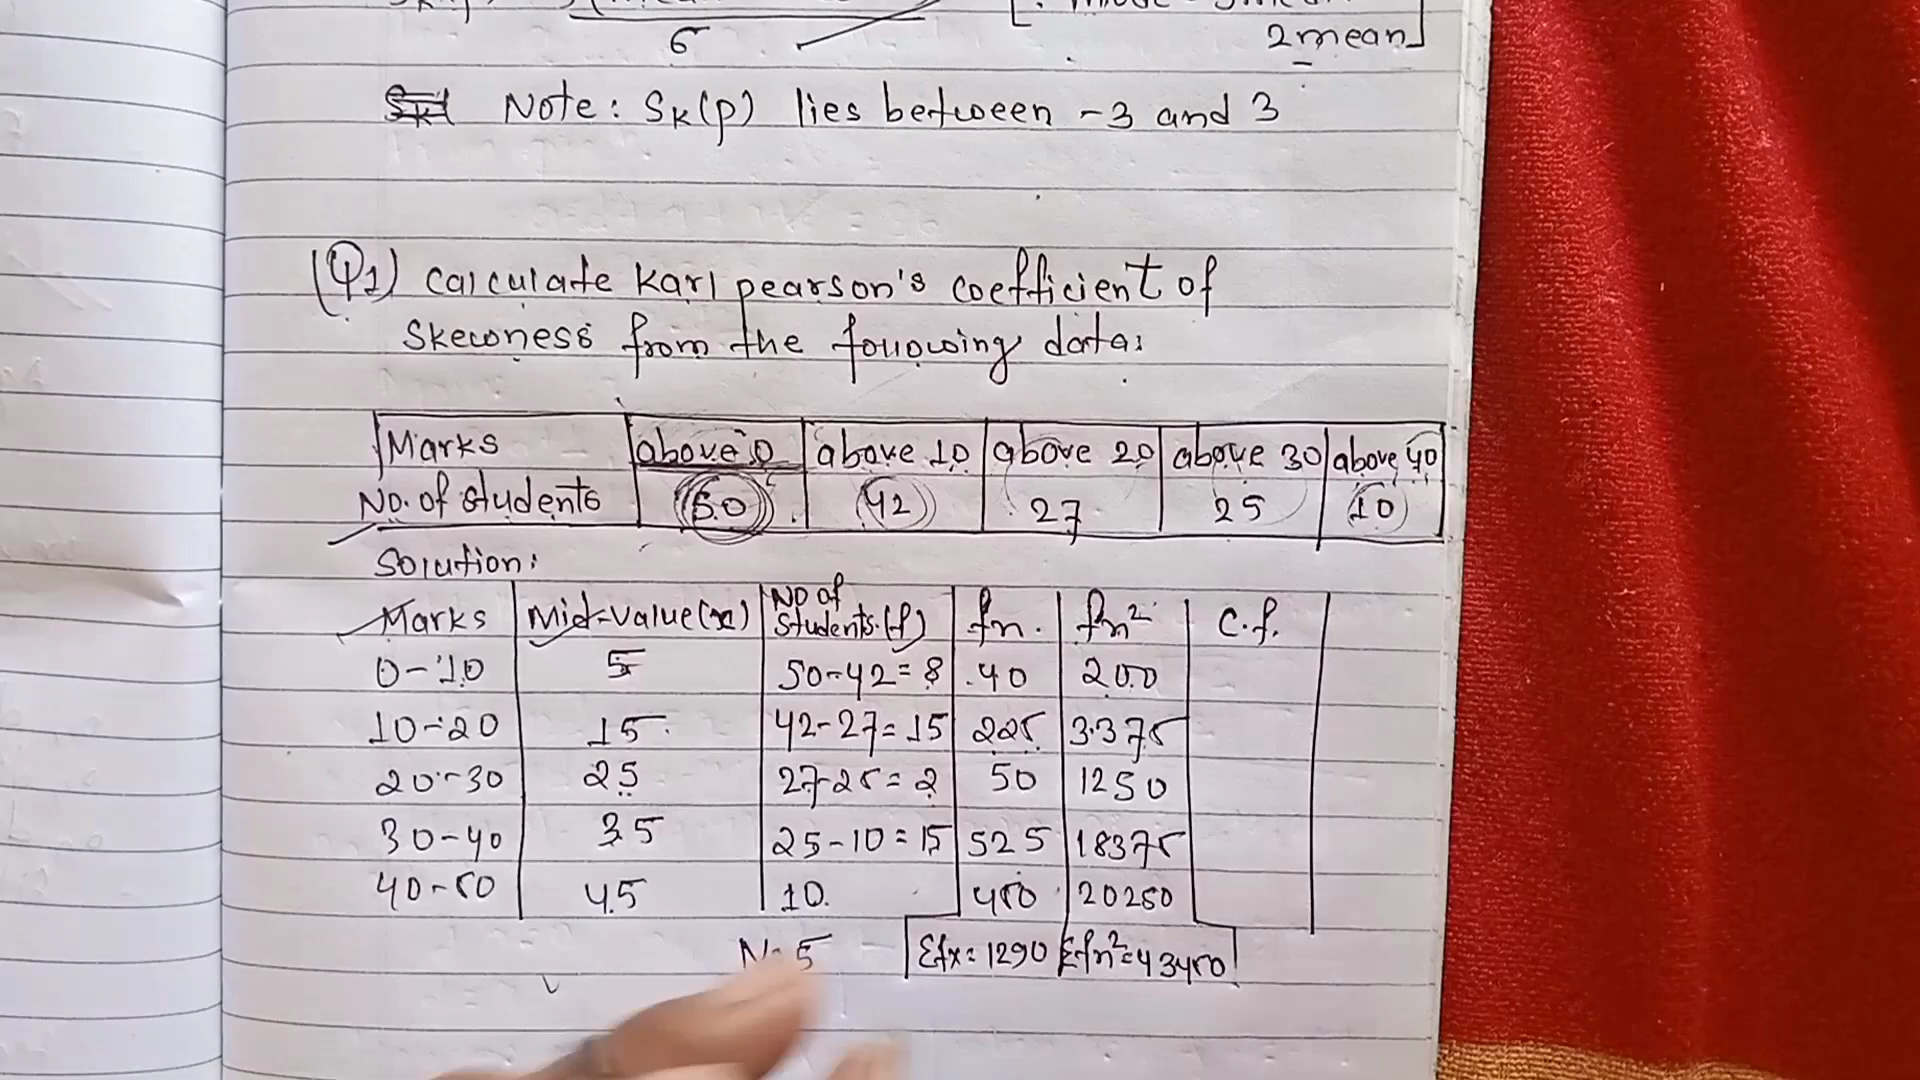 6
2mean]
Note: Sk(p) lies between -3 and 3
(Q1) calculate Karl pearson's coefficient of
skewness from the following data:
Marks above 0 above 10 above 20 above 30 above 40
No. of students 50 42 27 25 10
Solution:
Marks Mid-value(x) No of Students (f) fx fx² c.f.
0-10 5 50-42=8 40 200
10-20 15 42-27=15 225 3375
20-30 25 27-25=2 50 1250
30-40 35 25-10=15 525 18375
40-50 45 10 450 20250
N=5 Σfx=1290 Σfx²=43450